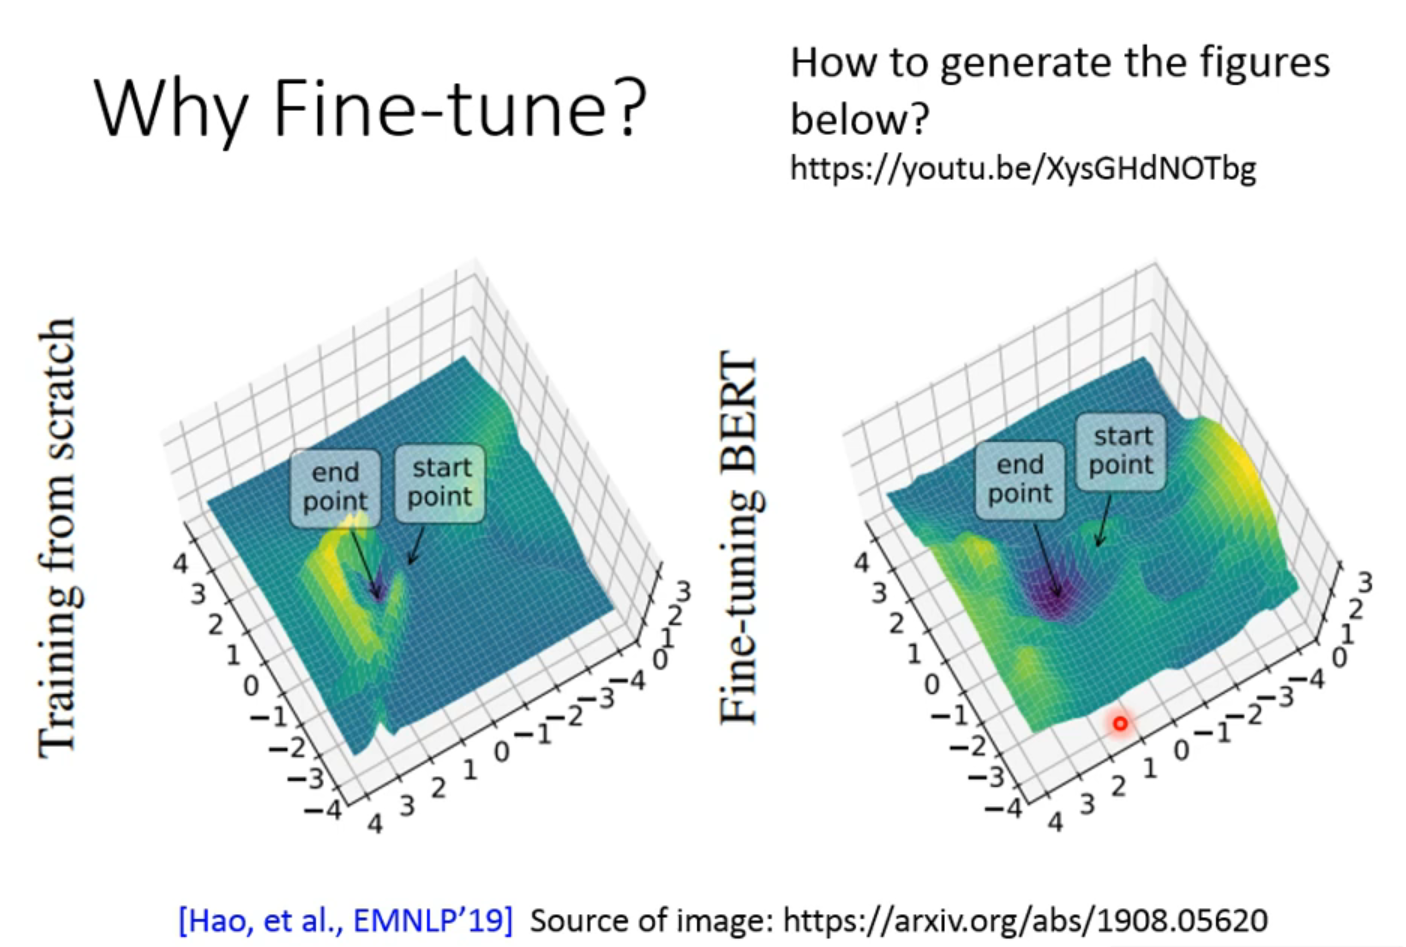 Why Fine-tune?
How to generate the figures
below?
https://youtu.be/XysGHdNOTbg
Training from scratch
end
point
start
point
4
3
2
1
0
−1
−2
−3
−4
4
3
2
1
0
−1
−2
−3
−4
0
1
2
3
Fine-tuning BERT
end
point
start
point
4
3
2
1
0
−1
−2
−3
−4
4
3
2
1
0
−1
−2
−3
−4
0
1
2
3
[Hao, et al., EMNLP’19] Source of image: https://arxiv.org/abs/1908.05620